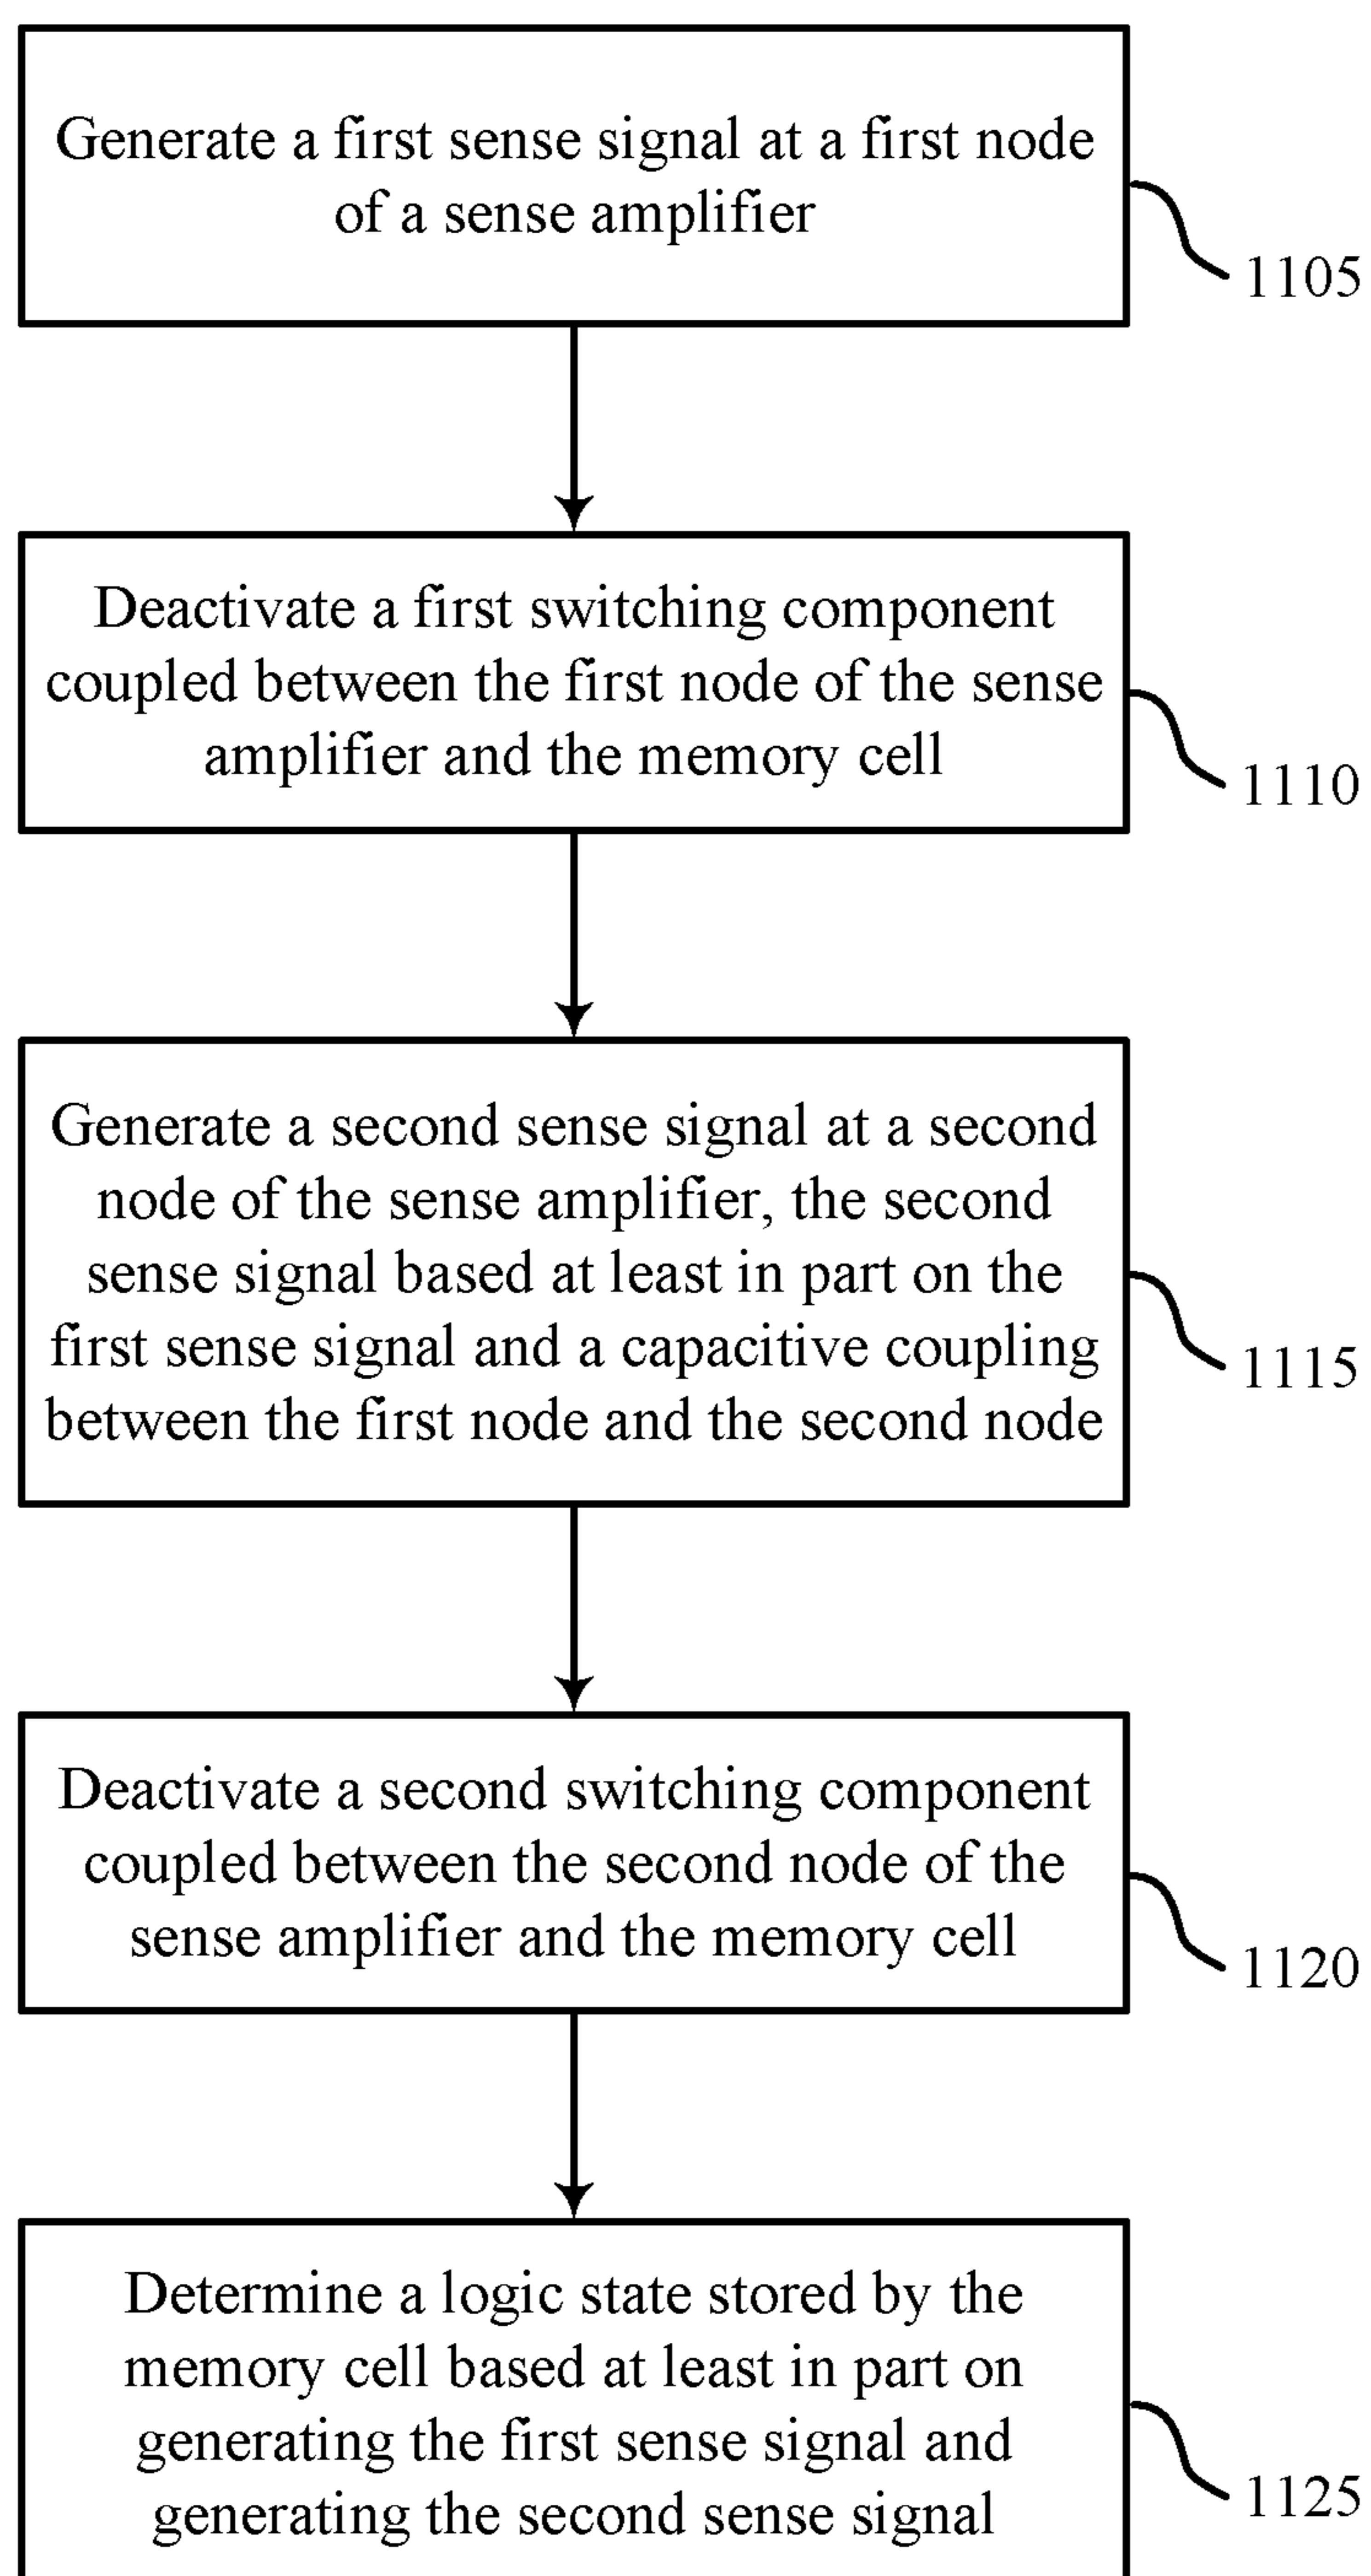 Generate a first sense signal at a first node
of a sense amplifier
1105
Deactivate a first switching component
coupled between the first node of the sense
amplifier and the memory cell
1110
Generate a second sense signal at a second
node of the sense amplifier, the second
sense signal based at least in part on the
first sense signal and a capacitive coupling
between the first node and the second node
1115
Deactivate a second switching component
coupled between the second node of the
sense amplifier and the memory cell
1120
Determine a logic state stored by the
memory cell based at least in part on
generating the first sense signal and
generating the second sense signal
1125